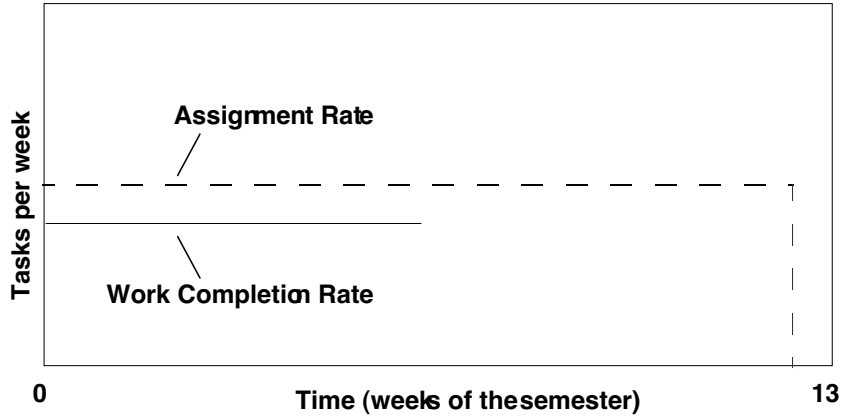 Assignment Rate
Tasks per week
Work Completion Rate
0
Time (weeks of the semester)
13